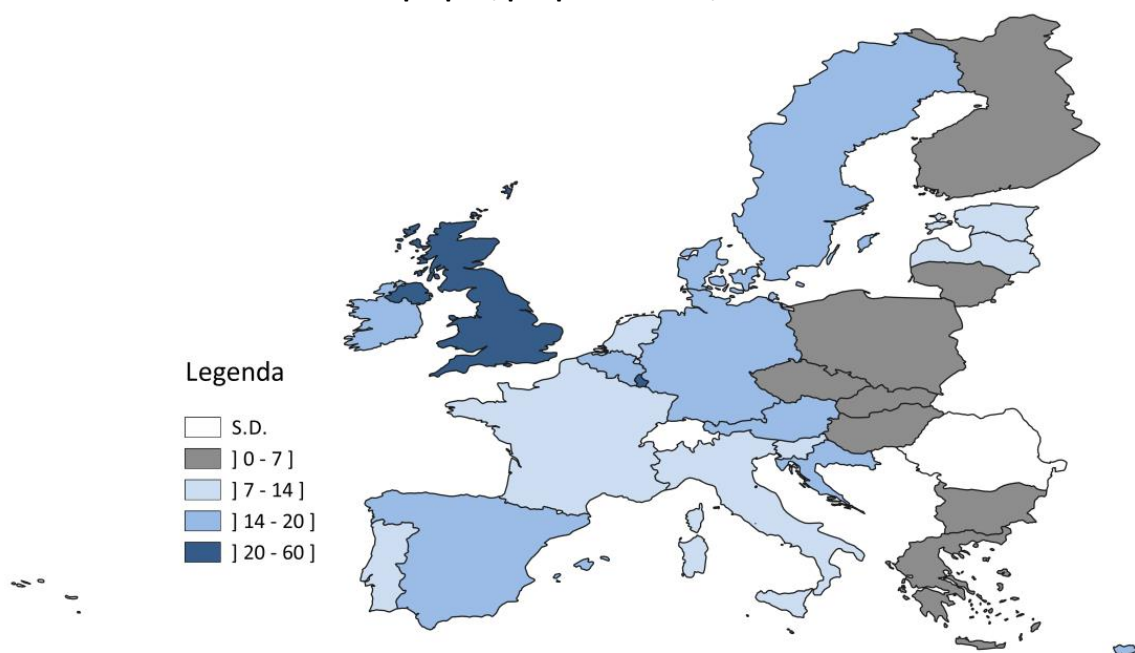 Legenda
S.D.
] 0 - 7 ]
] 7 - 14 ]
] 14 - 20 ]
] 20 - 60 ]